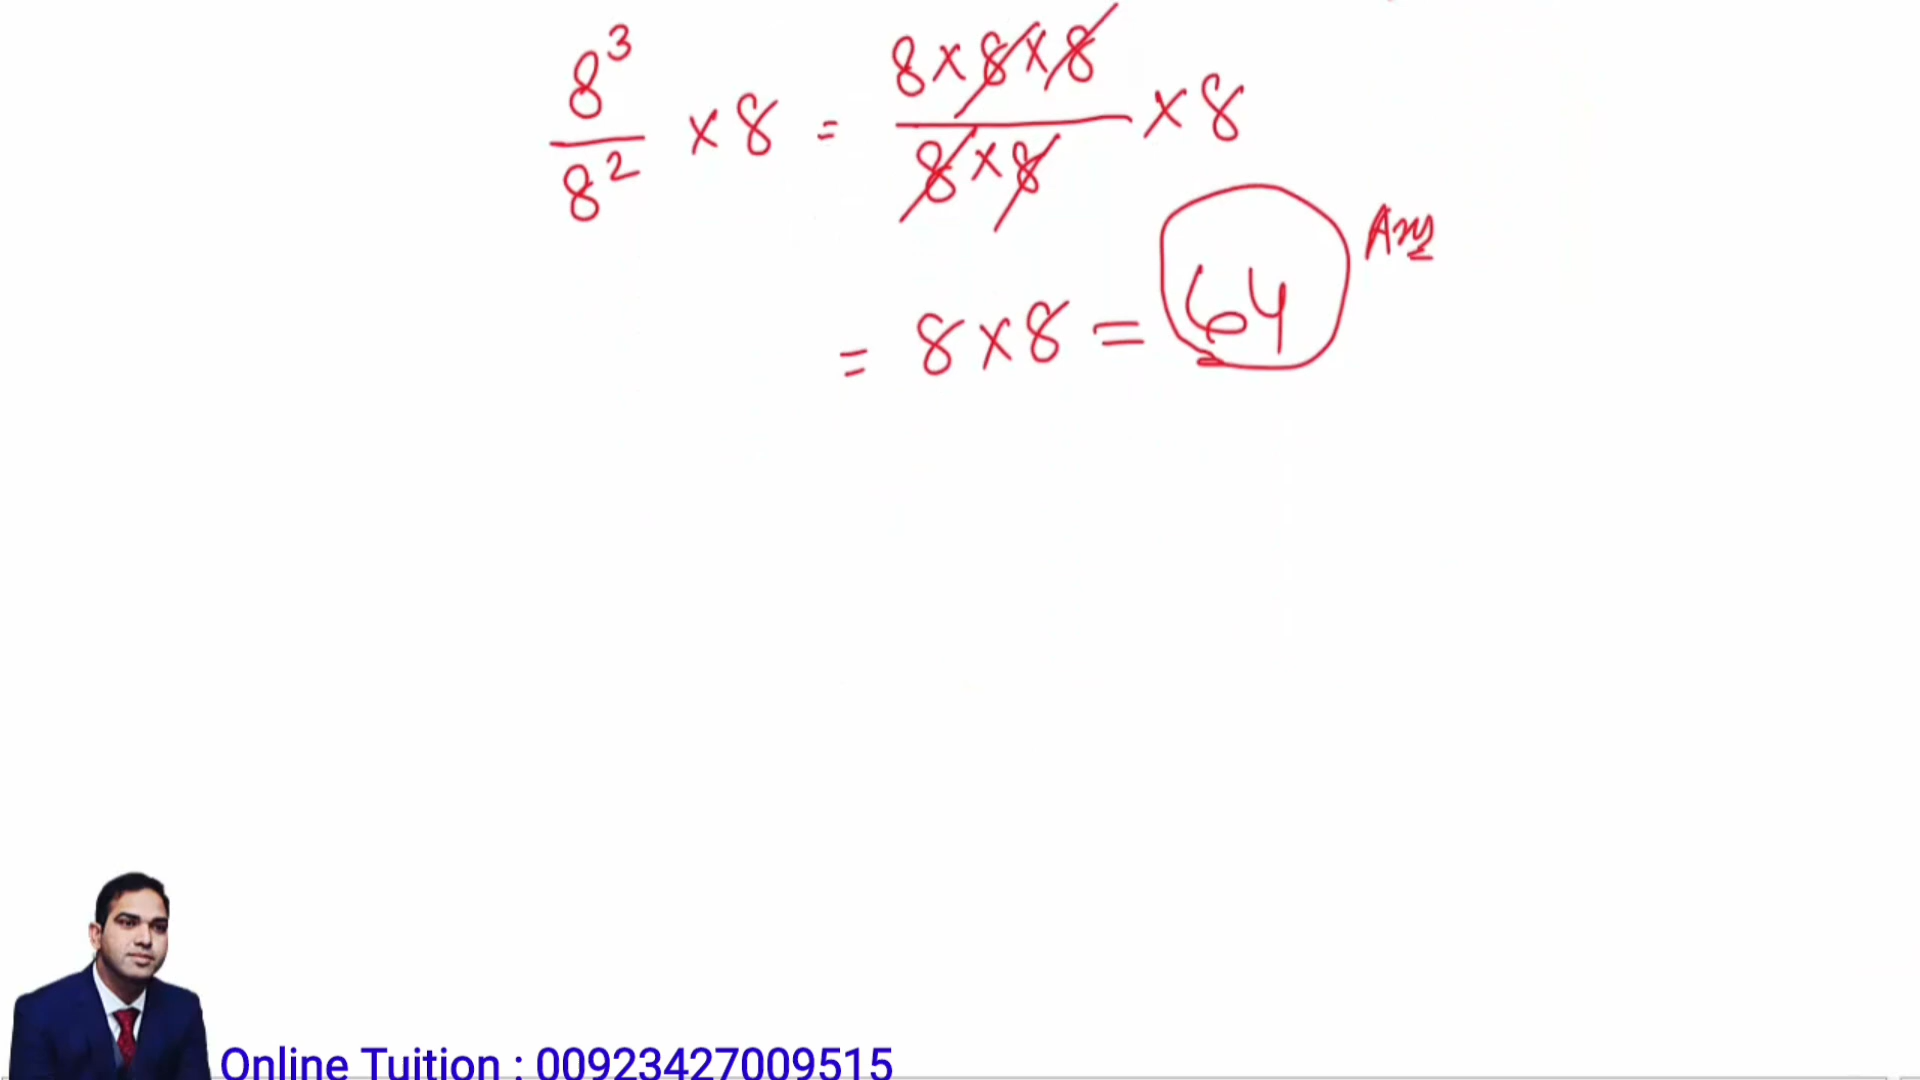 8³/8² × 8 = 8×8×8/8×8 × 8
= 8×8 = 64 Ans
Online Tuition : 00923427009515